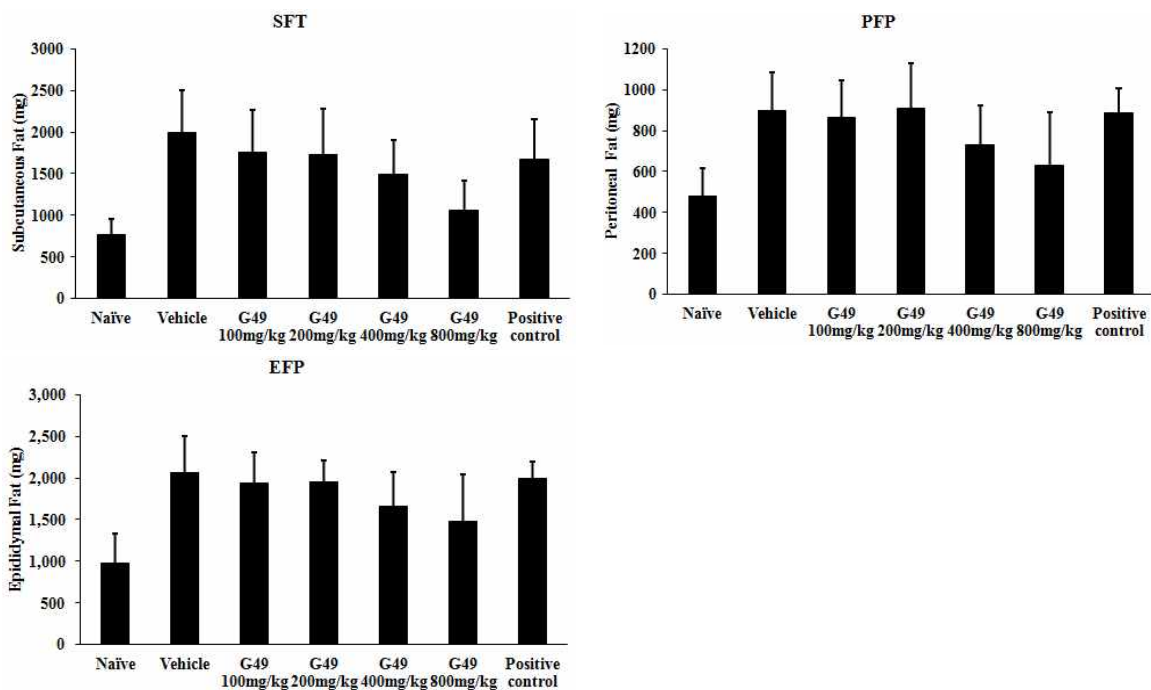 SFT
3000
2500
2000
1500
1000
500
0
Subcutaneous Fat (mg)
Naïve Vehicle G49 G49 G49 G49 Positive
100mg/kg 200mg/kg 400mg/kg 800mg/kg control
PFP
1200
1000
800
600
400
200
0
Peritoneal Fat (mg)
Naïve Vehicle G49 G49 G49 G49 Positive
100mg/kg 200mg/kg 400mg/kg 800mg/kg control
EFP
3,000
2,500
2,000
1,500
1,000
500
0
Epididymal Fat (mg)
Naïve Vehicle G49 G49 G49 G49 Positive
100mg/kg 200mg/kg 400mg/kg 800mg/kg control